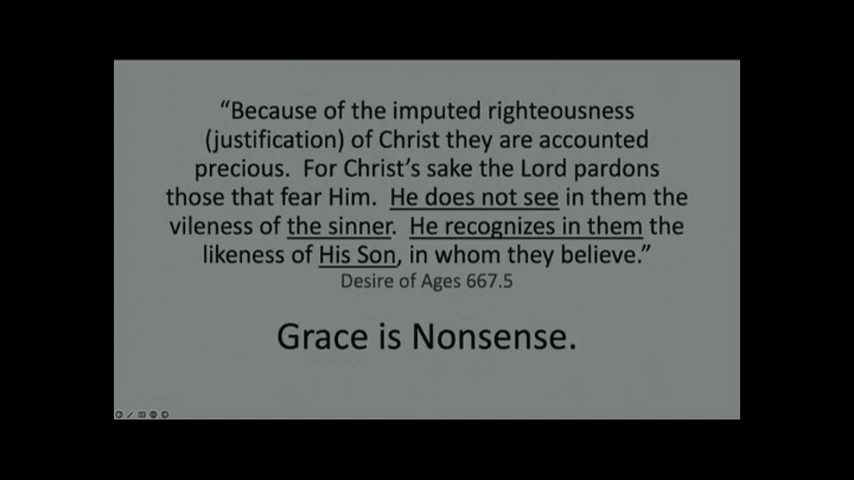 “Because of the imputed righteousness
(justification) of Christ they are accounted
precious.  For Christ’s sake the Lord pardons
those that fear Him.  He does not see in them the
vileness of the sinner.  He recognizes in them the
likeness of His Son, in whom they believe.”
Desire of Ages 667.5
Grace is Nonsense.